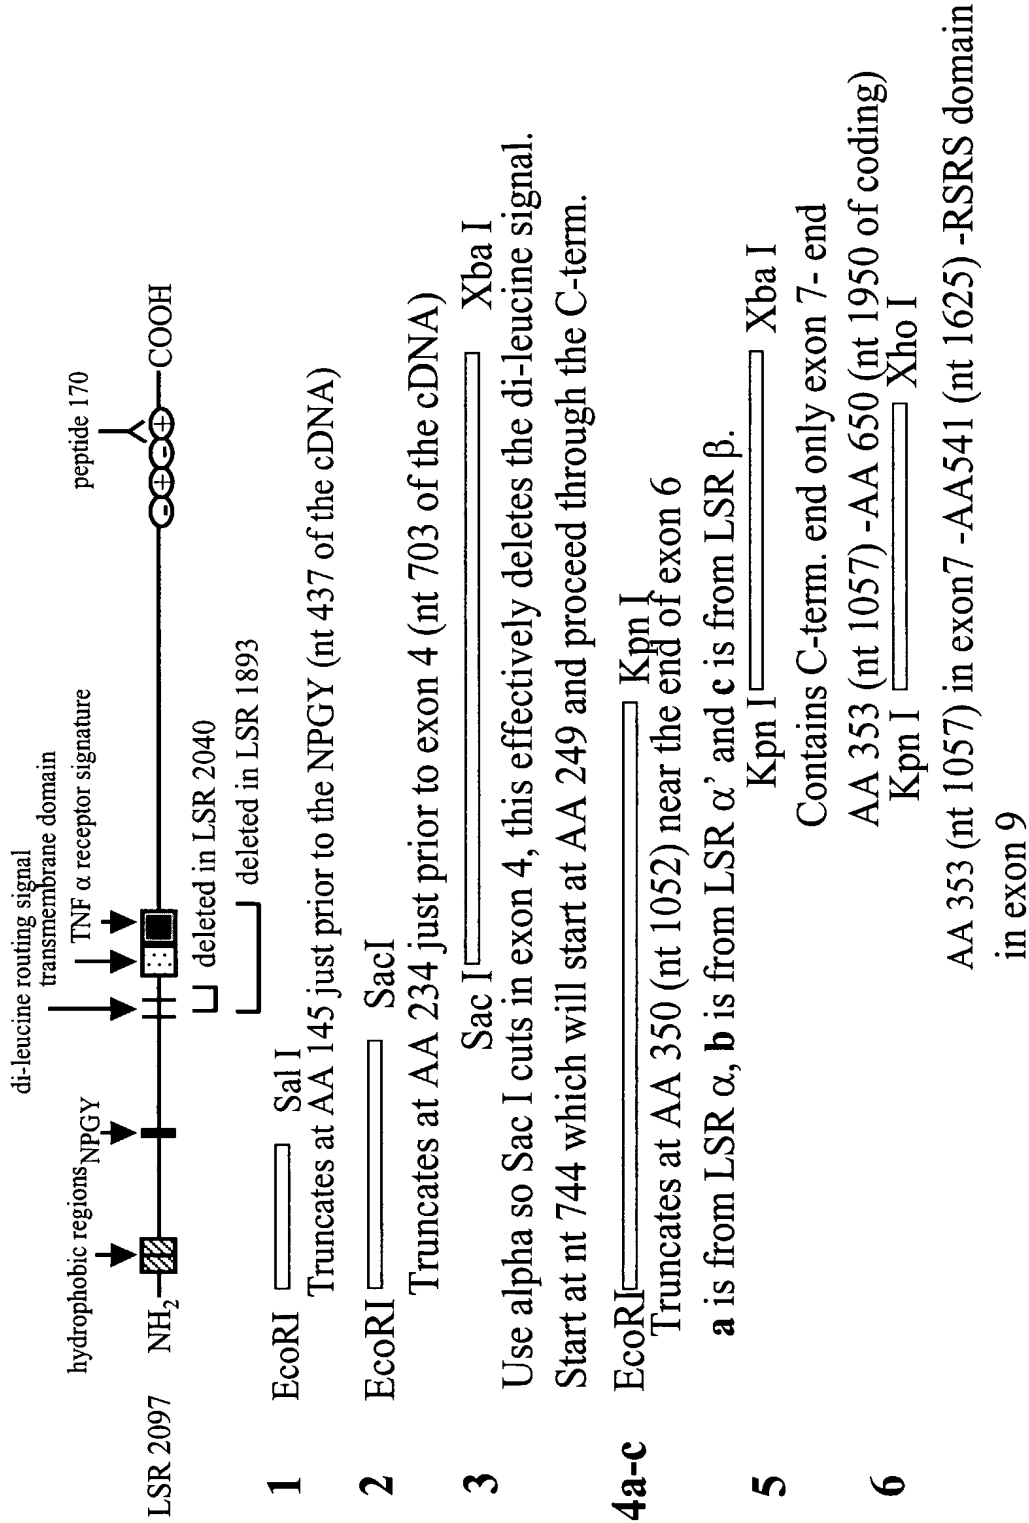 di-leucine routing signal
transmembrane domain
TNF α receptor signature
hydrophobic regions
NPGY
peptide 170
LSR 2097 NH2 - + - + COOH
deleted in LSR 2040
deleted in LSR 1893
1 EcoRI Sal I
Truncates at AA 145 just prior to the NPGY (nt 437 of the cDNA)
2 EcoRI SacI
Truncates at AA 234 just prior to exon 4 (nt 703 of the cDNA)
3 Sac I Xba I
Use alpha so Sac I cuts in exon 4, this effectively deletes the di-leucine signal.
Start at nt 744 which will start at AA 249 and proceed through the C-term.
4a-c EcoRI Kpn I
Truncates at AA 350 (nt 1052) near the end of exon 6
a is from LSR α, b is from LSR α’ and c is from LSR β.
5 Kpn I Xba I
Contains C-term. end only exon 7- end
AA 353 (nt 1057) -AA 650 (nt 1950 of coding)
6 Kpn I Xho I
AA 353 (nt 1057) in exon7 -AA541 (nt 1625) -RSRS domain
in exon 9